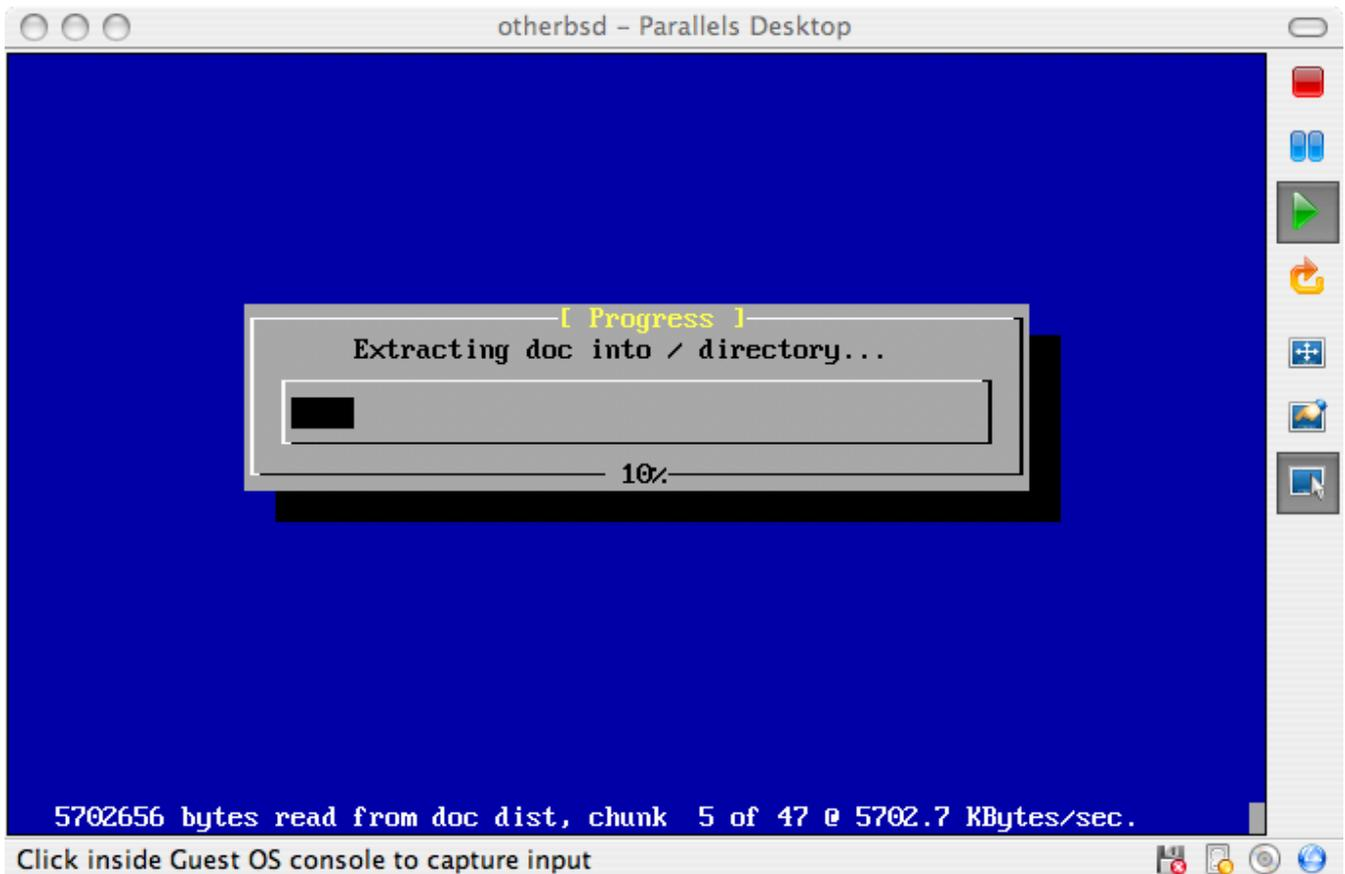 otherbsd – Parallels Desktop
[ Progress ]
Extracting doc into / directory...
10%
5702656 bytes read from doc dist, chunk  5 of 47 @ 5702.7 KBytes/sec.
Click inside Guest OS console to capture input